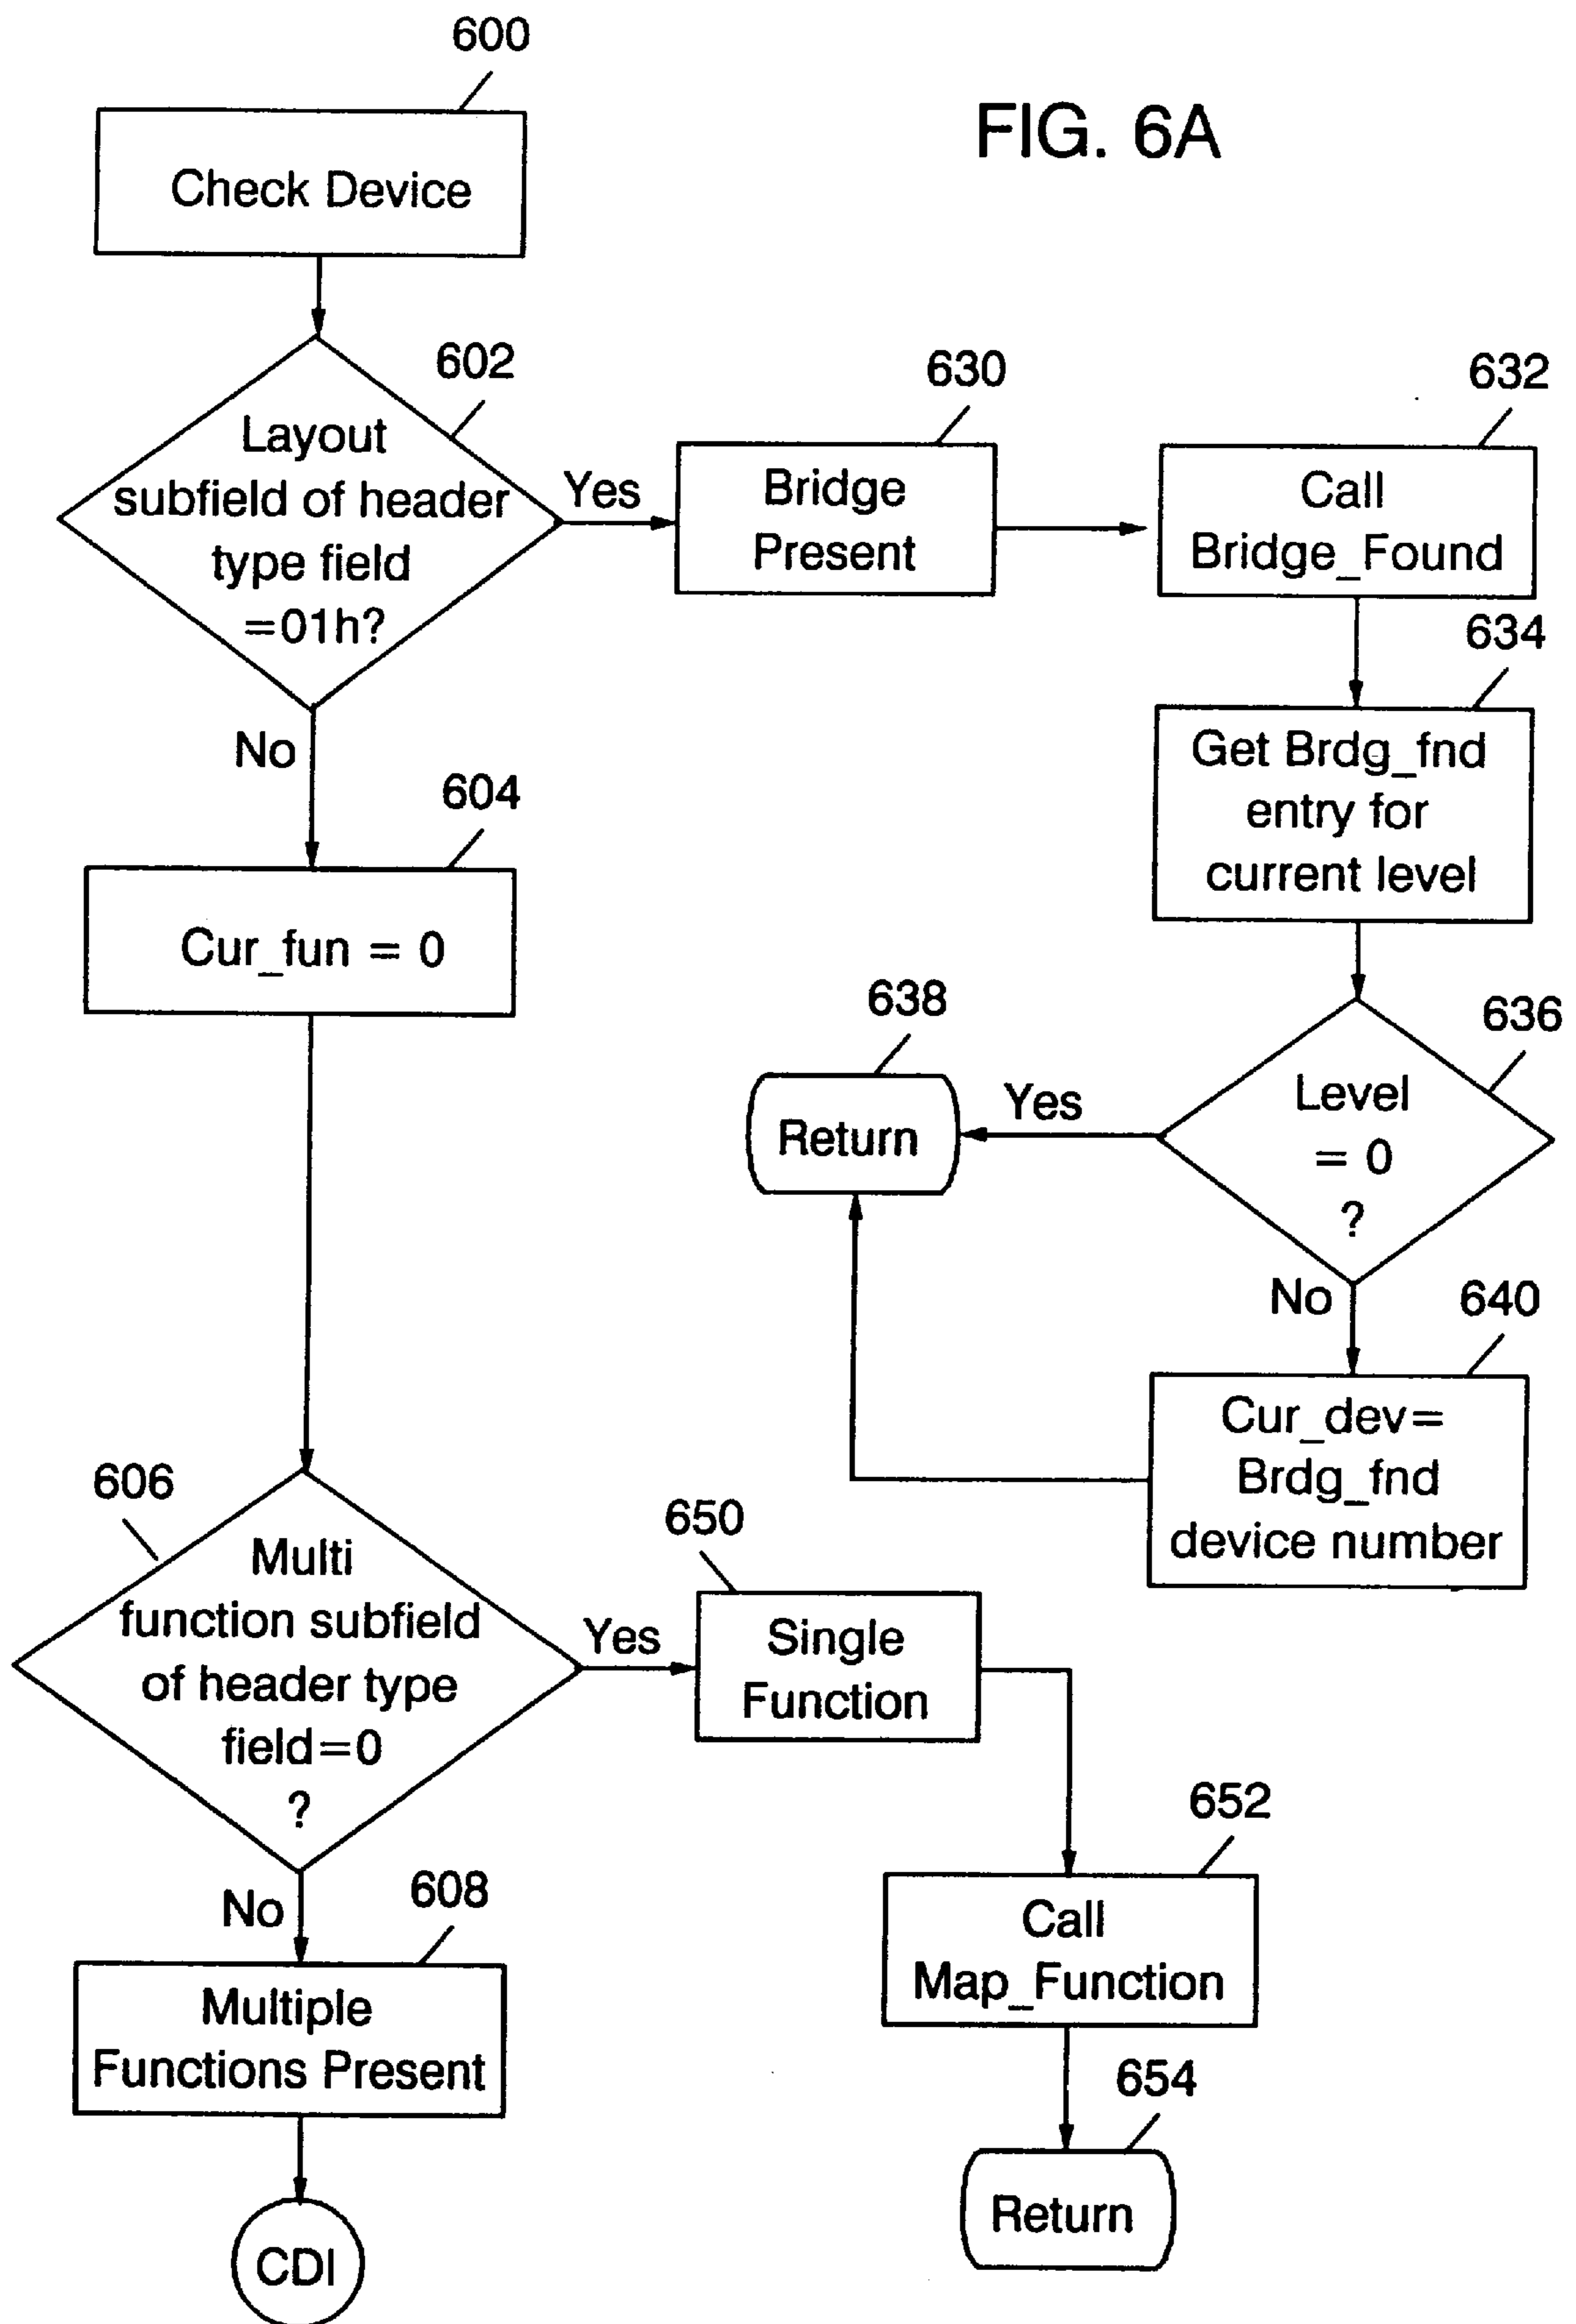 600
FIG. 6A
Check Device
602
Layout
subfield of header
type field
=01h?
Yes
630
Bridge
Present
632
Call
Bridge_Found
634
Get Brdg_fnd
entry for
current level
No
604
Cur_fun = 0
636
Level
= 0
?
Yes
638
Return
No
640
Cur_dev=
Brdg_fnd
device number
606
Multi
function subfield
of header type
field=0
?
Yes
650
Single
Function
652
Call
Map_Function
654
Return
No
608
Multiple
Functions Present
CDI